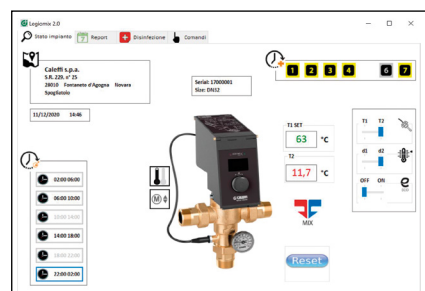 Legiomix 2.0
Stato impianto Report Disinfezione Comandi
Caleffi s.p.a.
S.R. 229, n° 25
28010 Fontaneto d'Agogna Novara
Spogliatoio
Serial: 17000001
Size: DN32
1 2 3 4 6 7
11/12/2020 14:46
T1 SET
63 °C
T2
11,7 °C
MIX
Reset
T1 T2
d1 d2
OFF ON
02:00 06:00
06:00 10:00
10:00 14:00
14:00 18:00
18:00 22:00
22:00 02:00
M